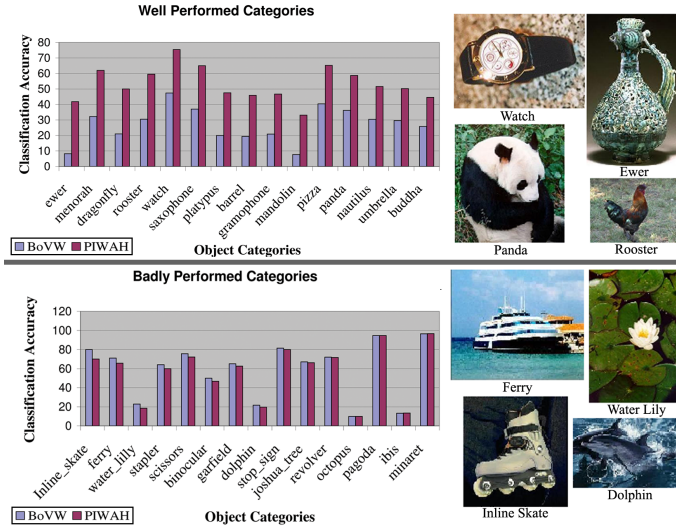 Well Performed Categories
Classification Accuracy
80
70
60
50
40
30
20
10
0
ewer
menorah
dragonfly
rooster
watch
saxophone
platypus
barrel
gramophone
mandolin
pizza
panda
nautilus
umbrella
buddha
BoVW PIWAH
Object Categories
Watch
Ewer
Panda
Rooster
Badly Performed Categories
Classification Accuracy
120
100
80
60
40
20
0
Inline_skate
ferry
water_lilly
stapler
scissors
binocular
garfield
dolphin
stop_sign
joshua_tree
revolver
octopus
pagoda
ibis
minaret
BoVW PIWAH
Object Categories
Ferry
Water Lily
Inline Skate
Dolphin